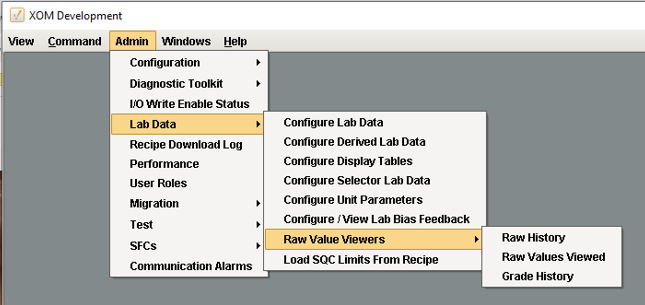 XOM Development
View Command Admin Windows Help
Configuration
Diagnostic Toolkit
I/O Write Enable Status
Lab Data
Recipe Download Log
Performance
User Roles
Migration
Test
SFCs
Communication Alarms
Configure Lab Data
Configure Derived Lab Data
Configure Display Tables
Configure Selector Lab Data
Configure Unit Parameters
Configure / View Lab Bias Feedback
Raw Value Viewers
Load SQC Limits From Recipe
Raw History
Raw Values Viewed
Grade History